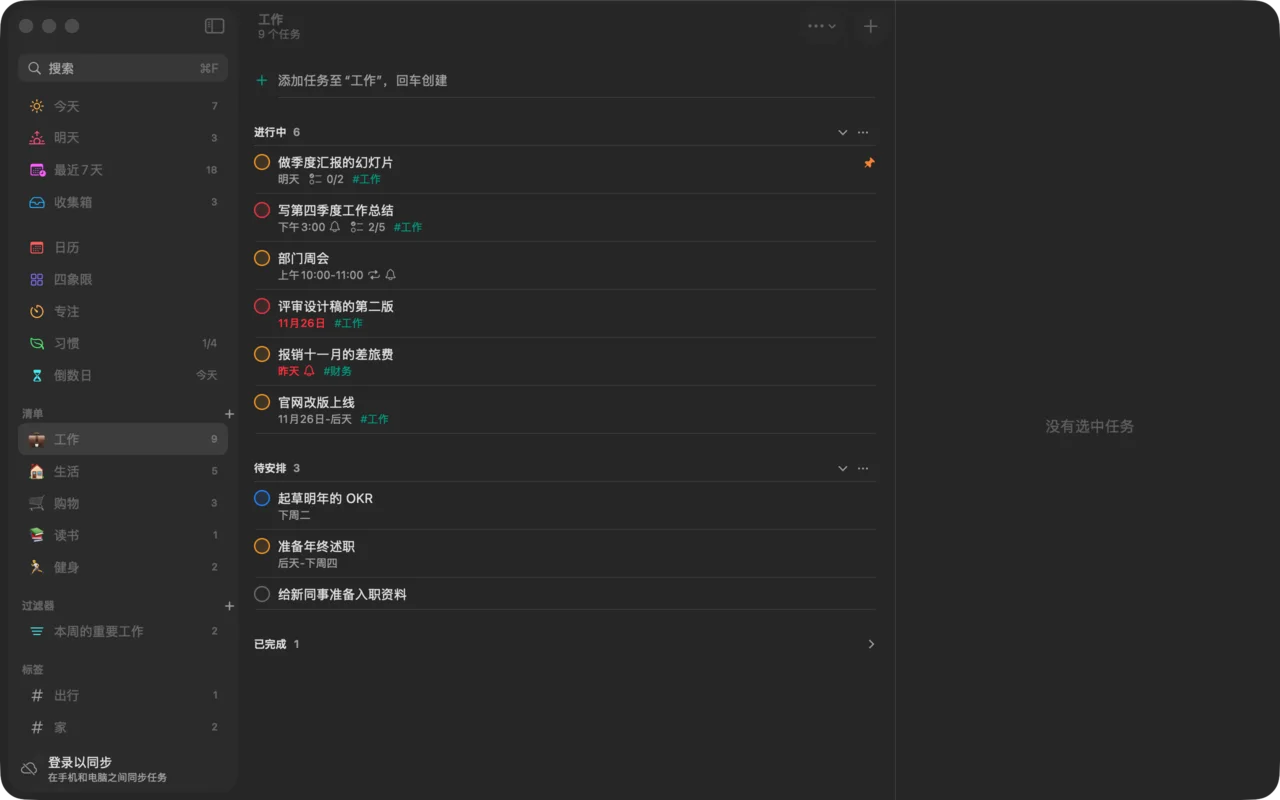 搜索 ⌘F
今天 7
明天 3
最近7天 18
收集箱 3
日历
四象限
专注
习惯 1/4
倒数日 今天
清单
工作 9
生活 5
购物 3
读书 1
健身 2
过滤器
本周的重要工作 2
标签
# 出行 1
# 家 2
登录以同步
在手机和电脑之间同步任务
工作
9 个任务
添加任务至“工作”，回车创建
进行中 6
做季度汇报的幻灯片
明天 0/2 #工作
写第四季度工作总结
下午3:00 2/5 #工作
部门周会
上午10:00-11:00
评审设计稿的第二版
11月26日 #工作
报销十一月的差旅费
昨天 #财务
官网改版上线
11月26日-后天 #工作
待安排 3
起草明年的 OKR
下周二
准备年终述职
后天-下周四
给新同事准备入职资料
已完成 1
没有选中任务